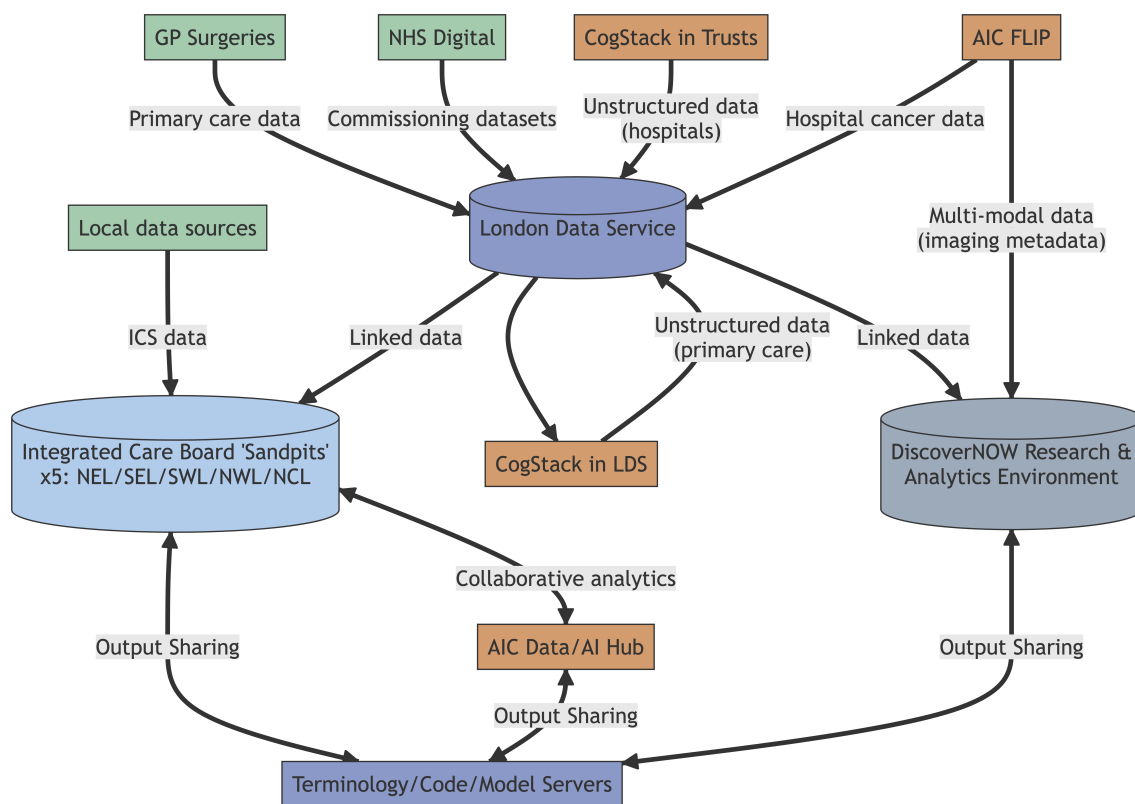 GP Surgeries
NHS Digital
CogStack in Trusts
AIC FLIP
Primary care data
Commissioning datasets
Unstructured data
(hospitals)
Hospital cancer data
Local data sources
London Data Service
Multi-modal data
(imaging metadata)
ICS data
Linked data
Unstructured data
(primary care)
Linked data
Integrated Care Board 'Sandpits'
x5: NEL/SEL/SWL/NWL/NCL
CogStack in LDS
DiscoverNOW Research &
Analytics Environment
Collaborative analytics
Output Sharing
AIC Data/AI Hub
Output Sharing
Output Sharing
Terminology/Code/Model Servers